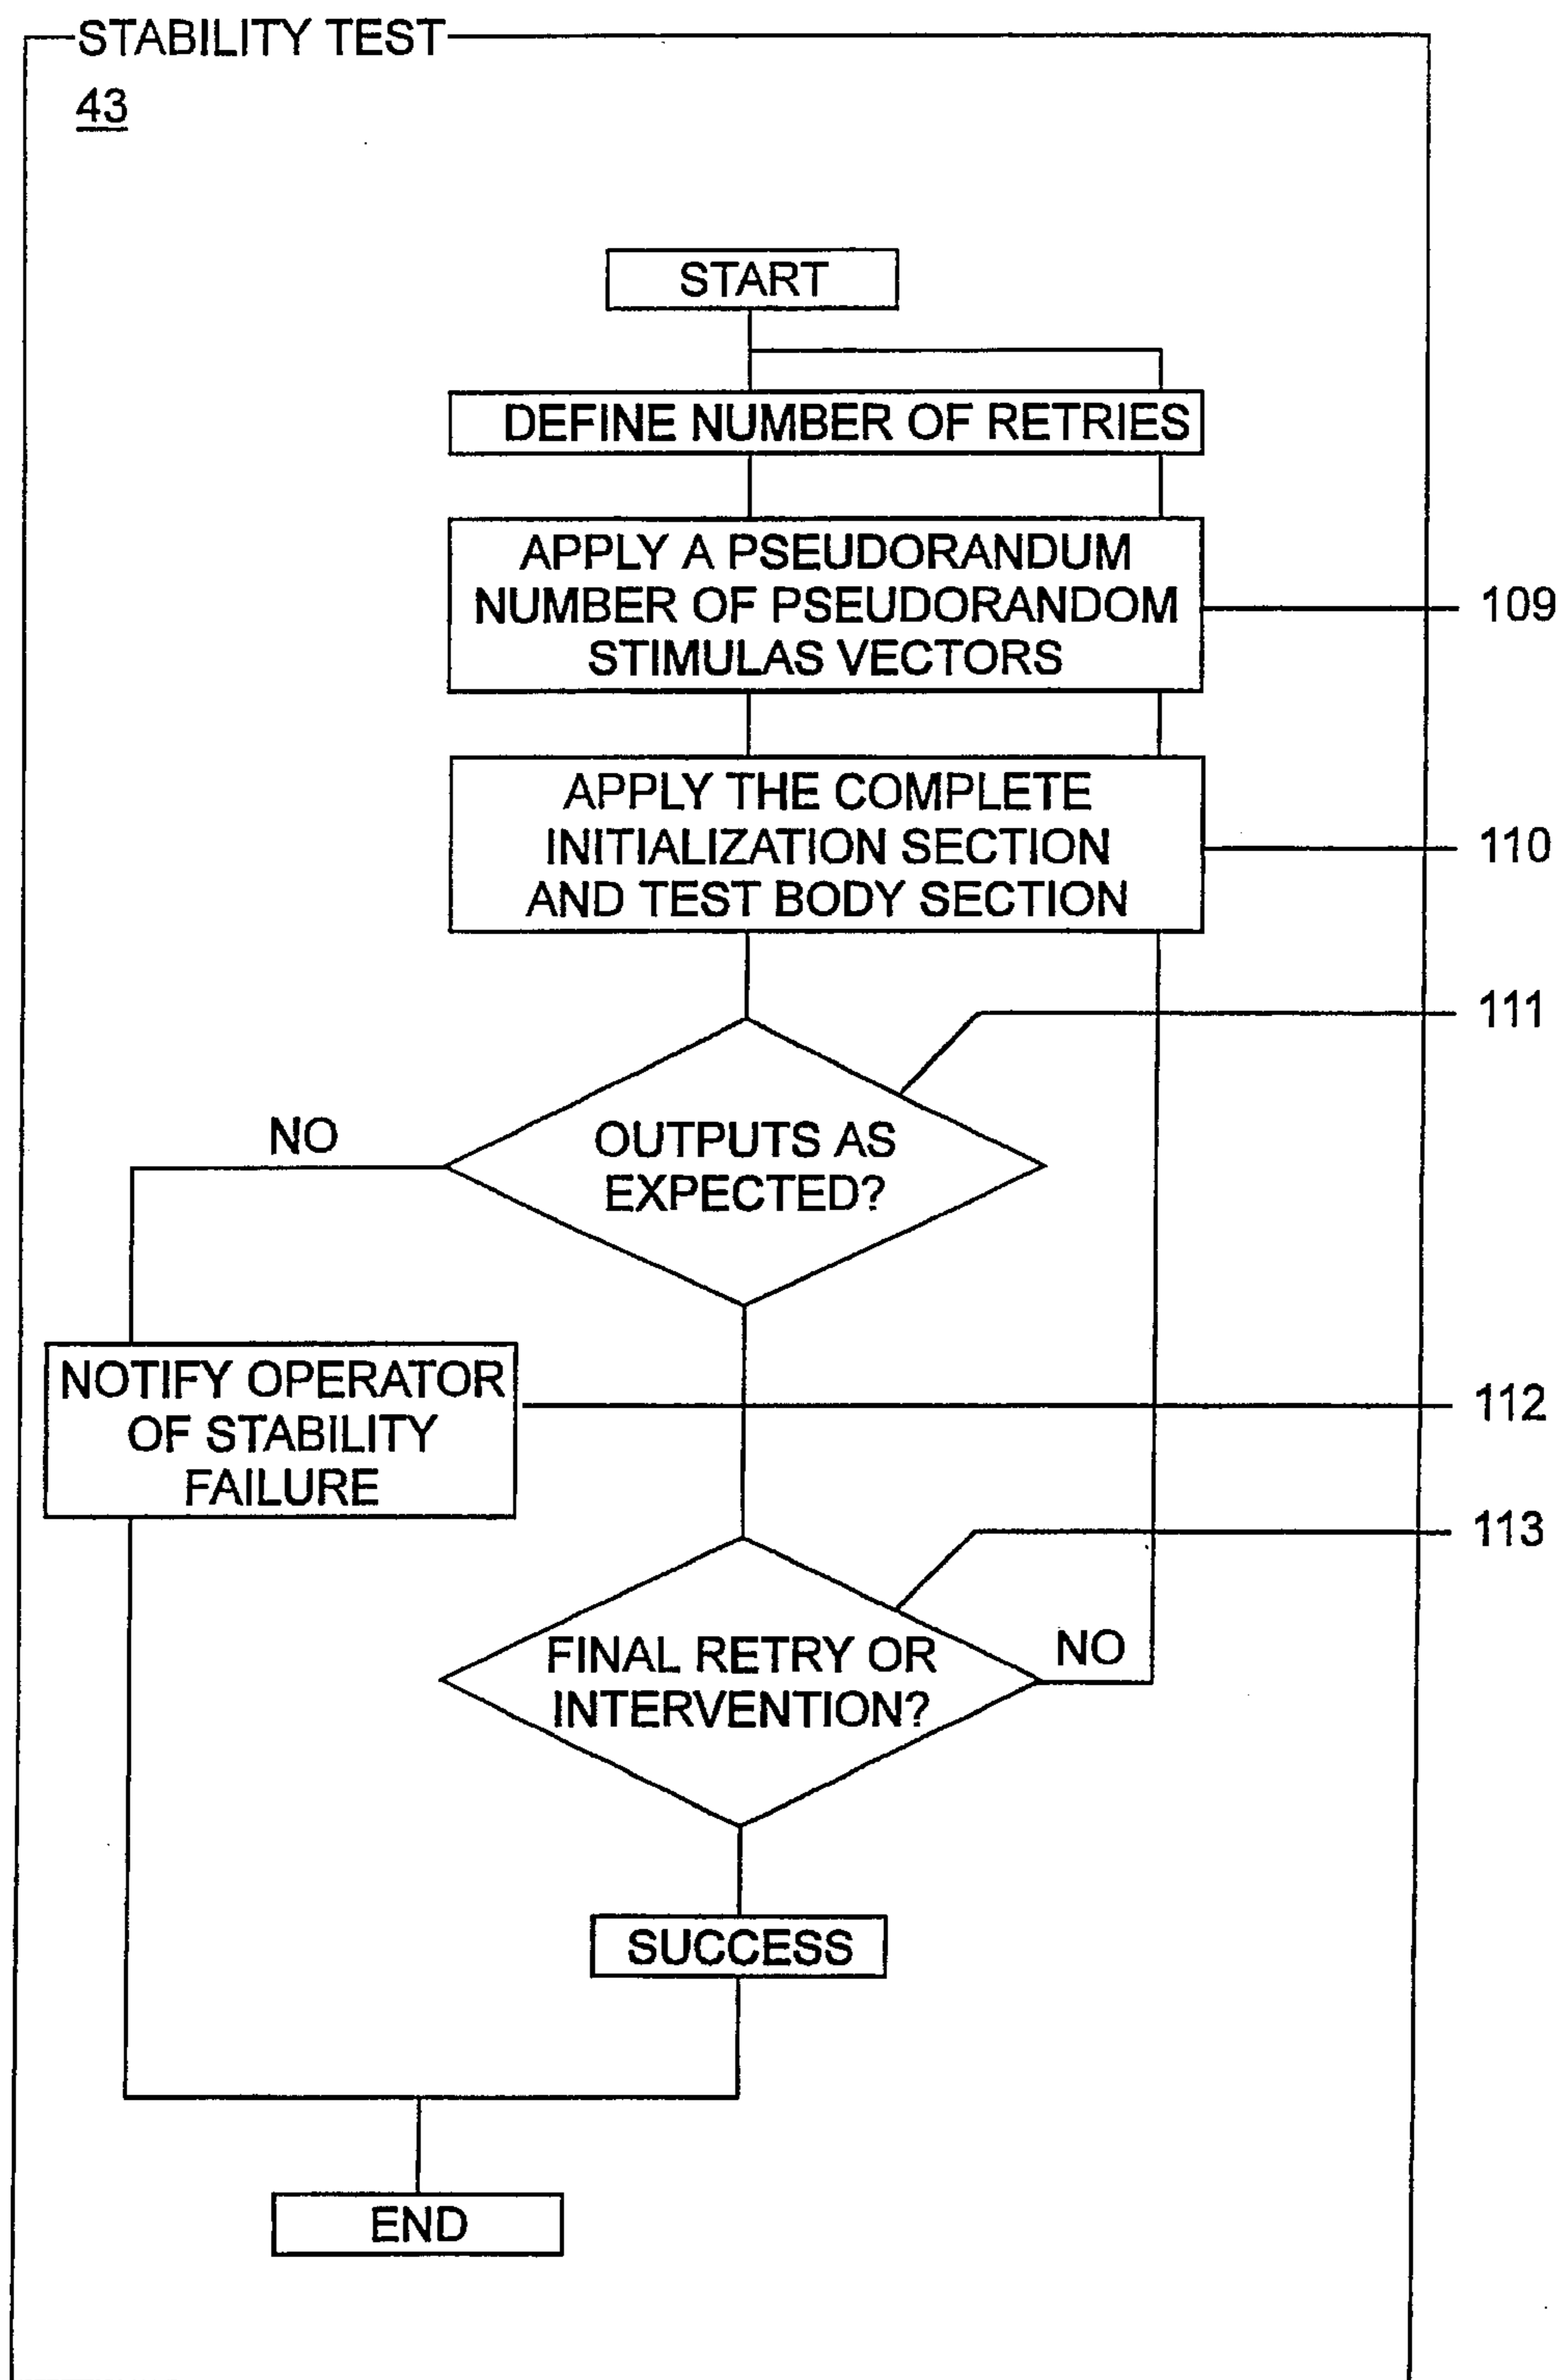 STABILITY TEST
43
START
DEFINE NUMBER OF RETRIES
APPLY A PSEUDORANDUM
NUMBER OF PSEUDORANDOM
STIMULAS VECTORS
109
APPLY THE COMPLETE
INITIALIZATION SECTION
AND TEST BODY SECTION
110
111
NO
OUTPUTS AS
EXPECTED?
NOTIFY OPERATOR
OF STABILITY
FAILURE
112
113
FINAL RETRY OR
INTERVENTION?
NO
SUCCESS
END